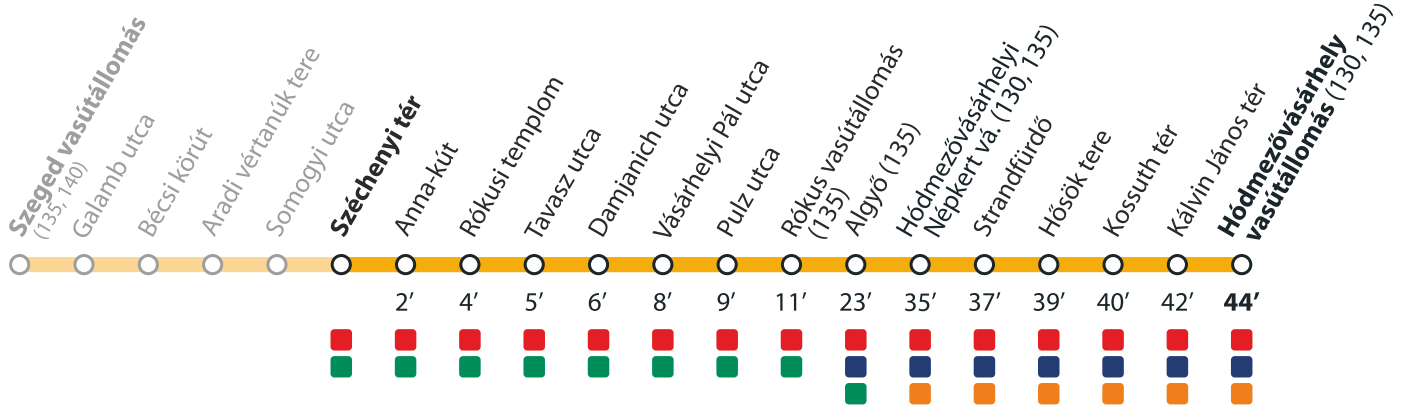 Szeged vasútállomás
(135, 140)
Galamb utca
Bécsi körút
Aradi vértanúk tere
Somogyi utca
Széchenyi tér
Anna-kút
Rókusi templom
Tavasz utca
Damjanich utca
Vásárhelyi Pál utca
Pulz utca
Rókus vasútállomás
(135)
Algyő (135)
Hódmezővásárhelyi
Népkert vá. (130, 135)
Strandfürdő
Hősök tere
Kossuth tér
Kálvin János tér
Hódmezővásárhely
vasútállomás (130, 135)
2’ 4’ 5’ 6’ 8’ 9’ 11’ 23’ 35’ 37’ 39’ 40’ 42’ 44’